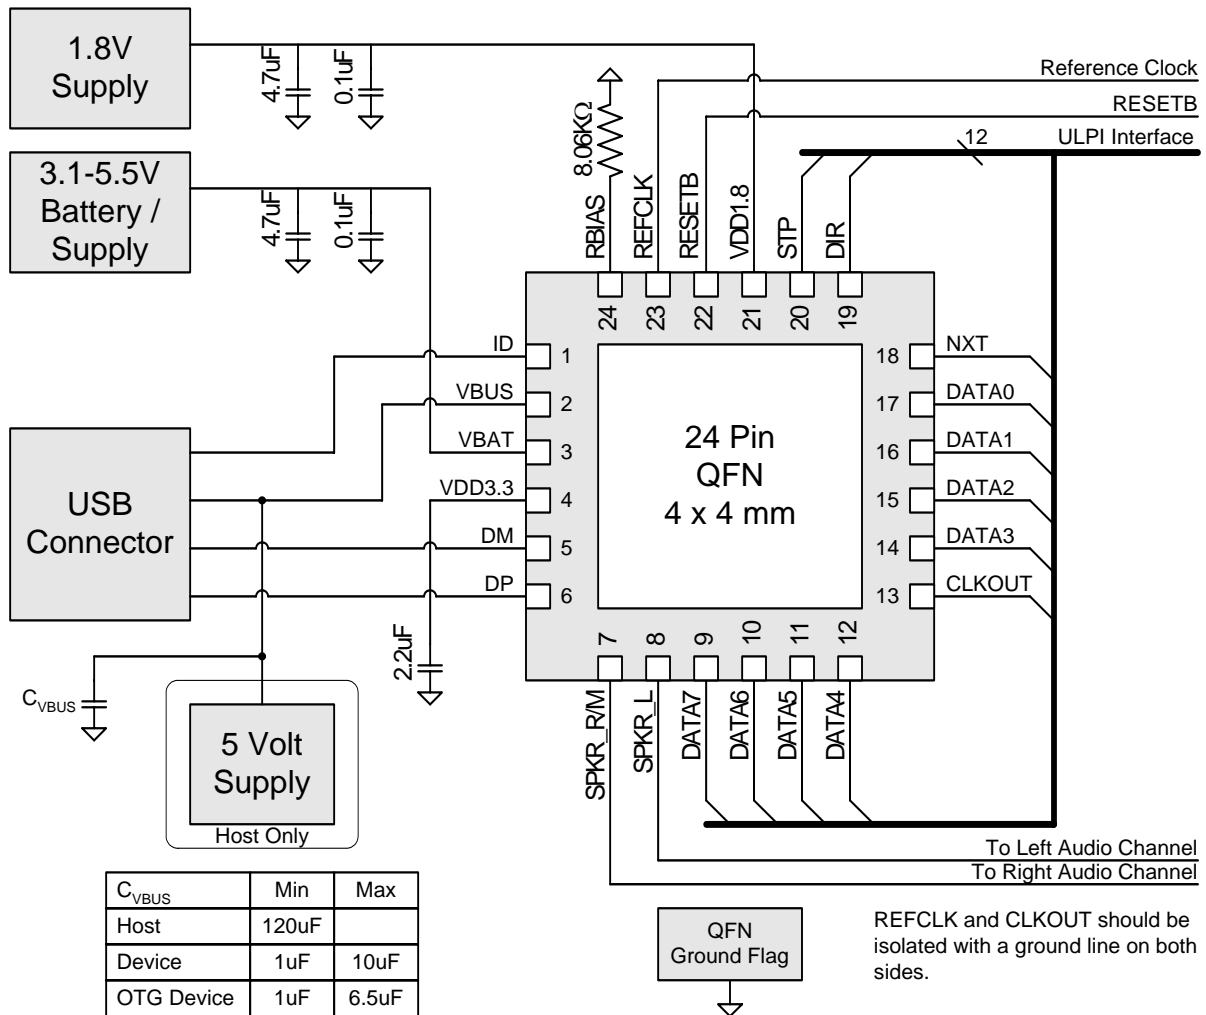 1.8V
Supply
4.7uF
0.1uF
3.1-5.5V
Battery /
Supply
4.7uF
0.1uF
8.06KΩ
Reference Clock
RESETB
12
ULPI Interface
RBIAS
REFCLK
RESETB
VDD1.8
STP
DIR
24
23
22
21
20
19
ID
1
VBUS
2
VBAT
3
VDD3.3
4
DM
5
DP
6
24 Pin
QFN
4 x 4 mm
18
NXT
17
DATA0
16
DATA1
15
DATA2
14
DATA3
13
CLKOUT
USB
Connector
7
8
9
10
11
12
SPKR_R/M
SPKR_L
DATA7
DATA6
DATA5
DATA4
2.2uF
CVBUS
5 Volt
Supply
Host Only
To Left Audio Channel
To Right Audio Channel
CVBUS Min Max
Host 120uF
Device 1uF 10uF
OTG Device 1uF 6.5uF
QFN
Ground Flag
REFCLK and CLKOUT should be
isolated with a ground line on both
sides.